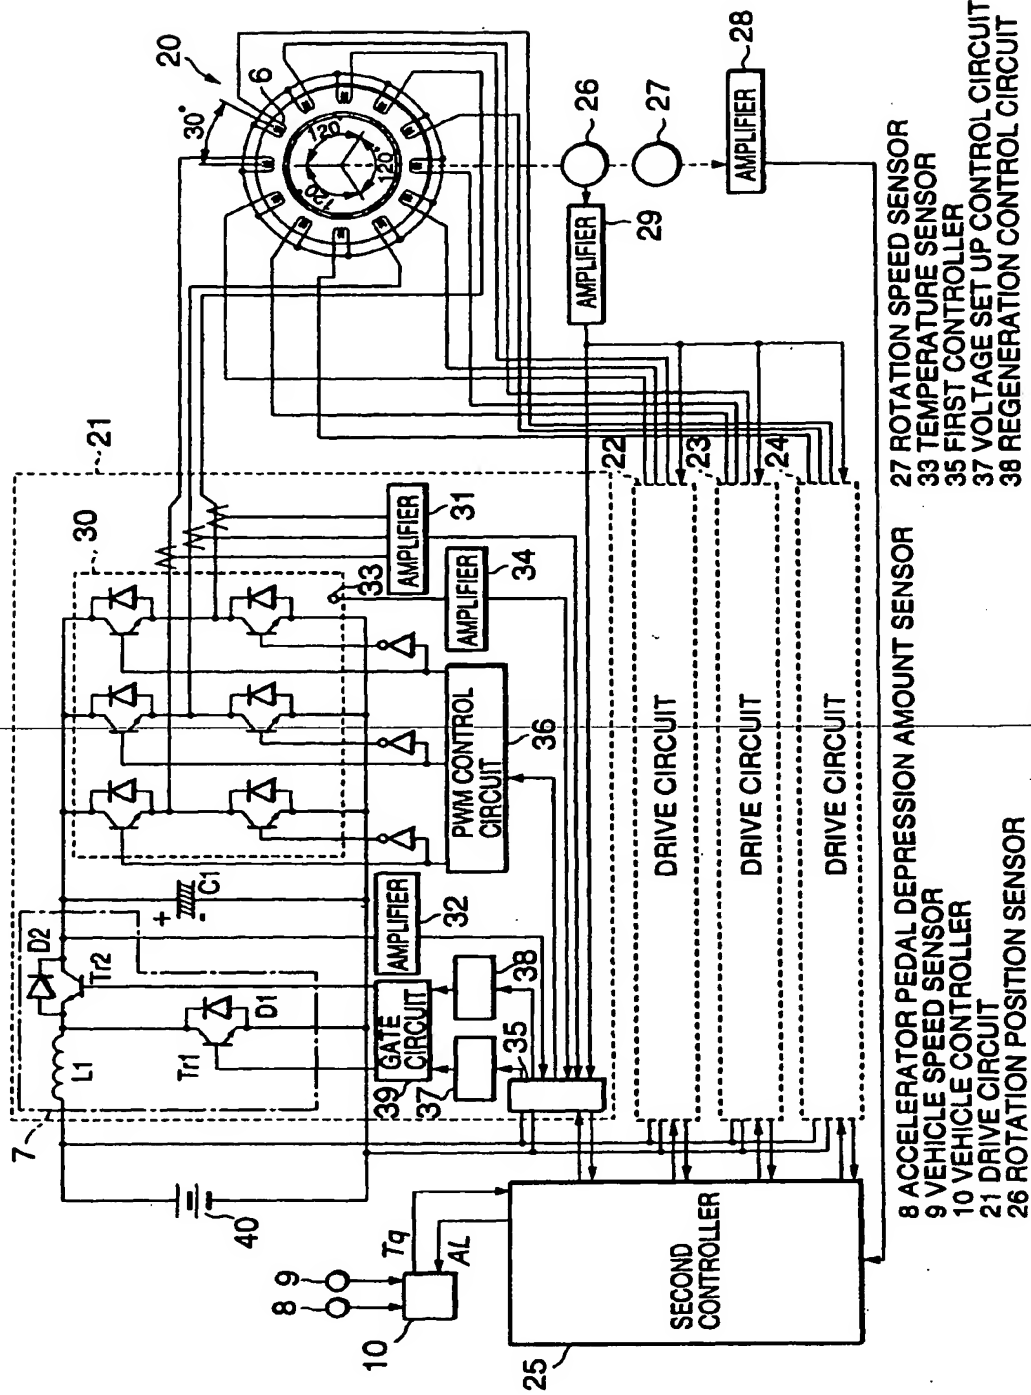 7
21
30
D2
L1
Tr2
Tr1
D1
+
-
C1
40
GATE
CIRCUIT
39
37
38
35
AMPLIFIER
32
PWM CONTROL
CIRCUIT
36
33
AMPLIFIER
31
AMPLIFIER
34
20
30°
6
120°
120°
120°
26
27
AMPLIFIER
28
AMPLIFIER
29
22
DRIVE CIRCUIT
23
DRIVE CIRCUIT
24
DRIVE CIRCUIT
8
9
10
Tq
AL
SECOND
CONTROLLER
25
8 ACCELERATOR PEDAL DEPRESSION AMOUNT SENSOR
9 VEHICLE SPEED SENSOR
10 VEHICLE CONTROLLER
21 DRIVE CIRCUIT
26 ROTATION POSITION SENSOR
27 ROTATION SPEED SENSOR
33 TEMPERATURE SENSOR
35 FIRST CONTROLLER
37 VOLTAGE SET UP CONTROL CIRCUIT
38 REGENERATION CONTROL CIRCUIT